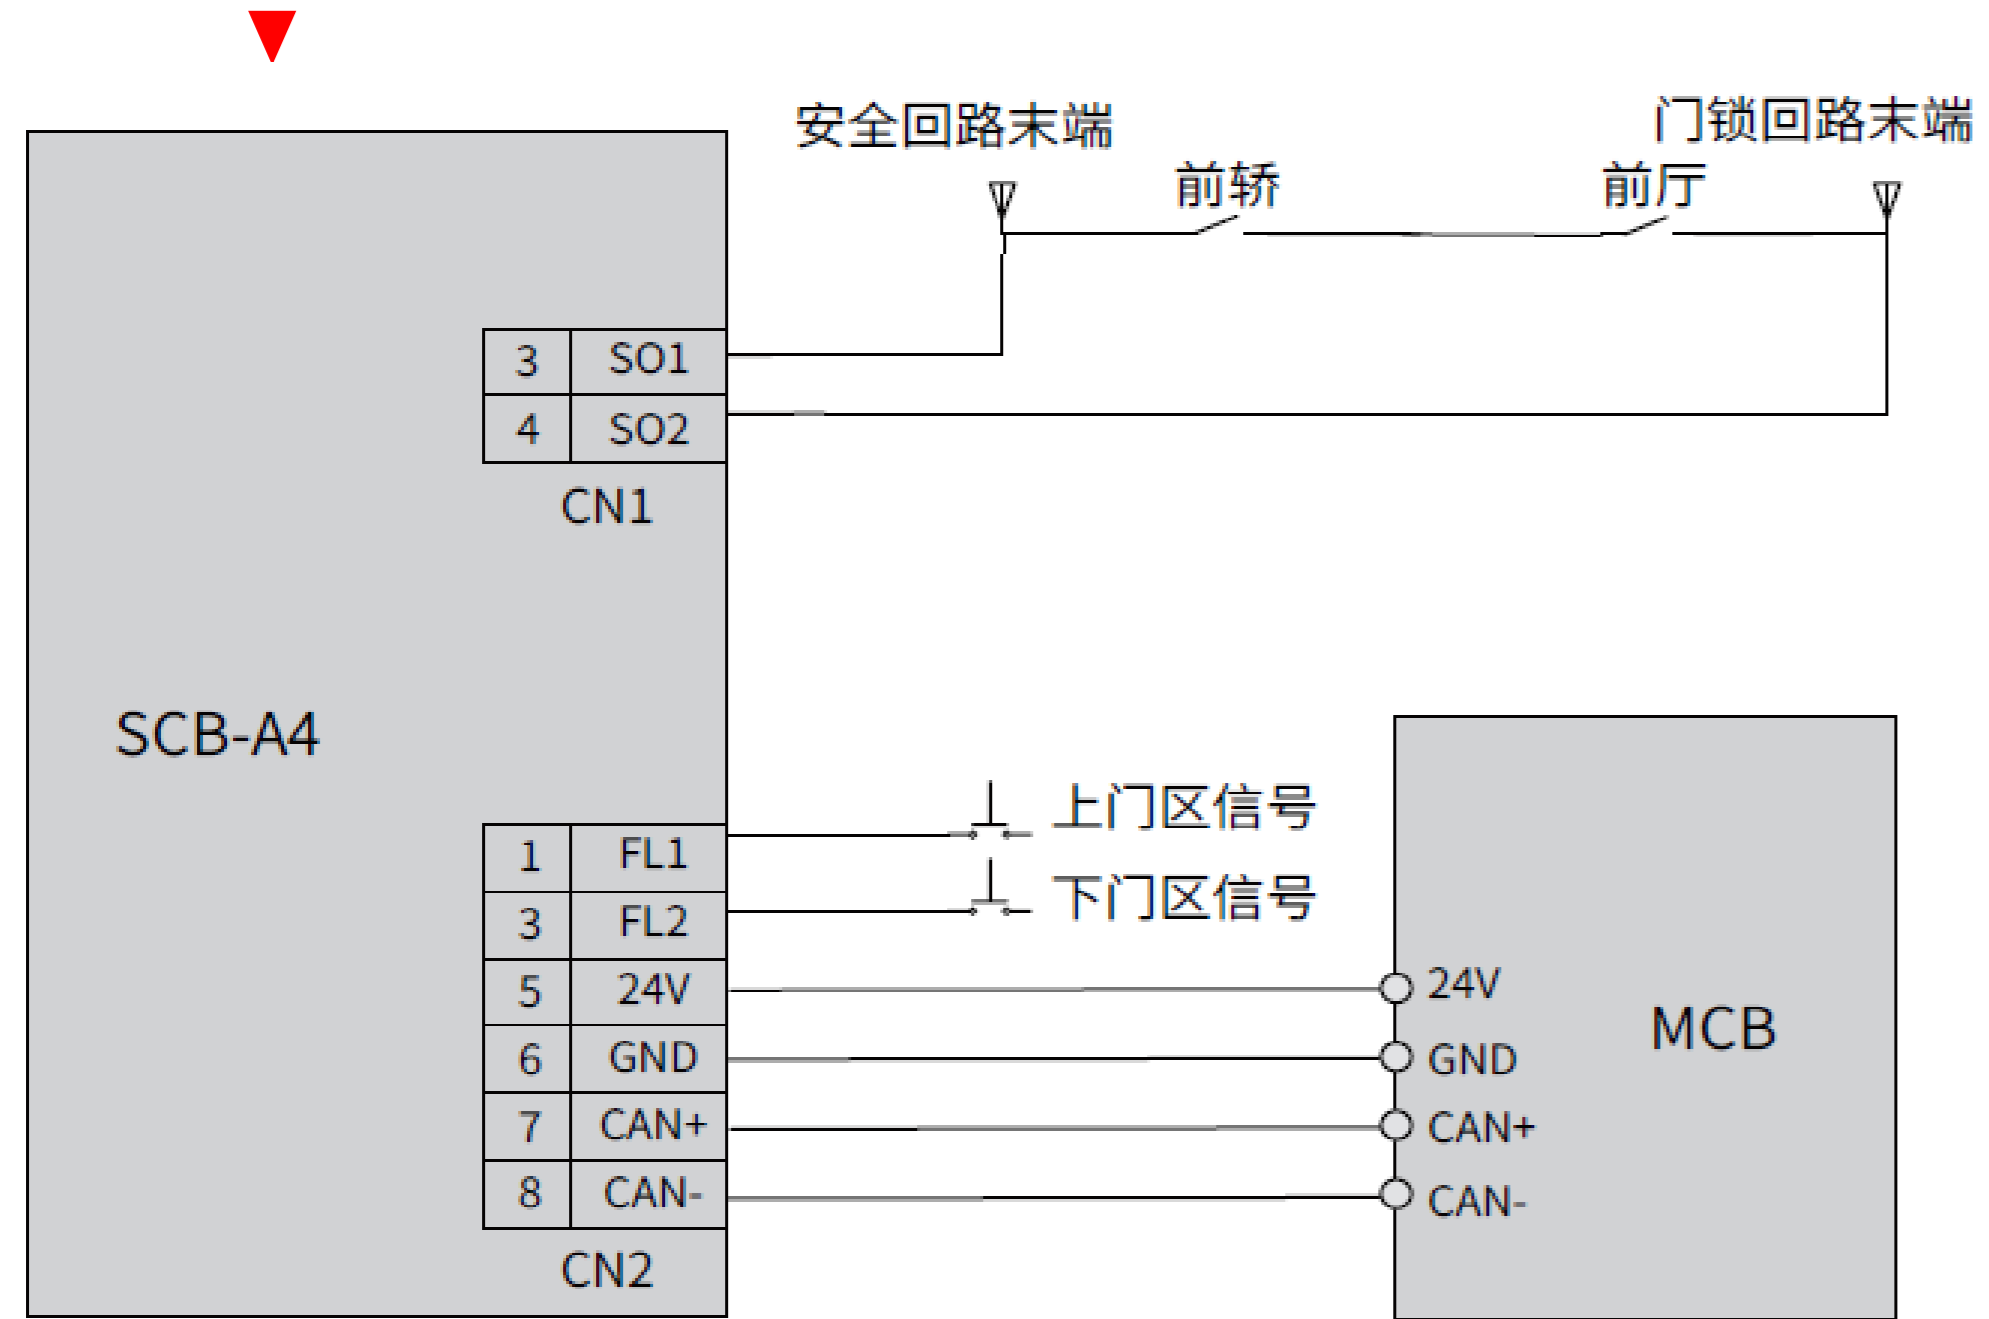 安全回路末端
门锁回路末端
前轿
前厅
3 SO1
4 SO2
CN1
SCB-A4
上门区信号
1 FL1
下门区信号
3 FL2
5 24V
24V
MCB
6 GND
GND
7 CAN+
CAN+
8 CAN-
CAN-
CN2